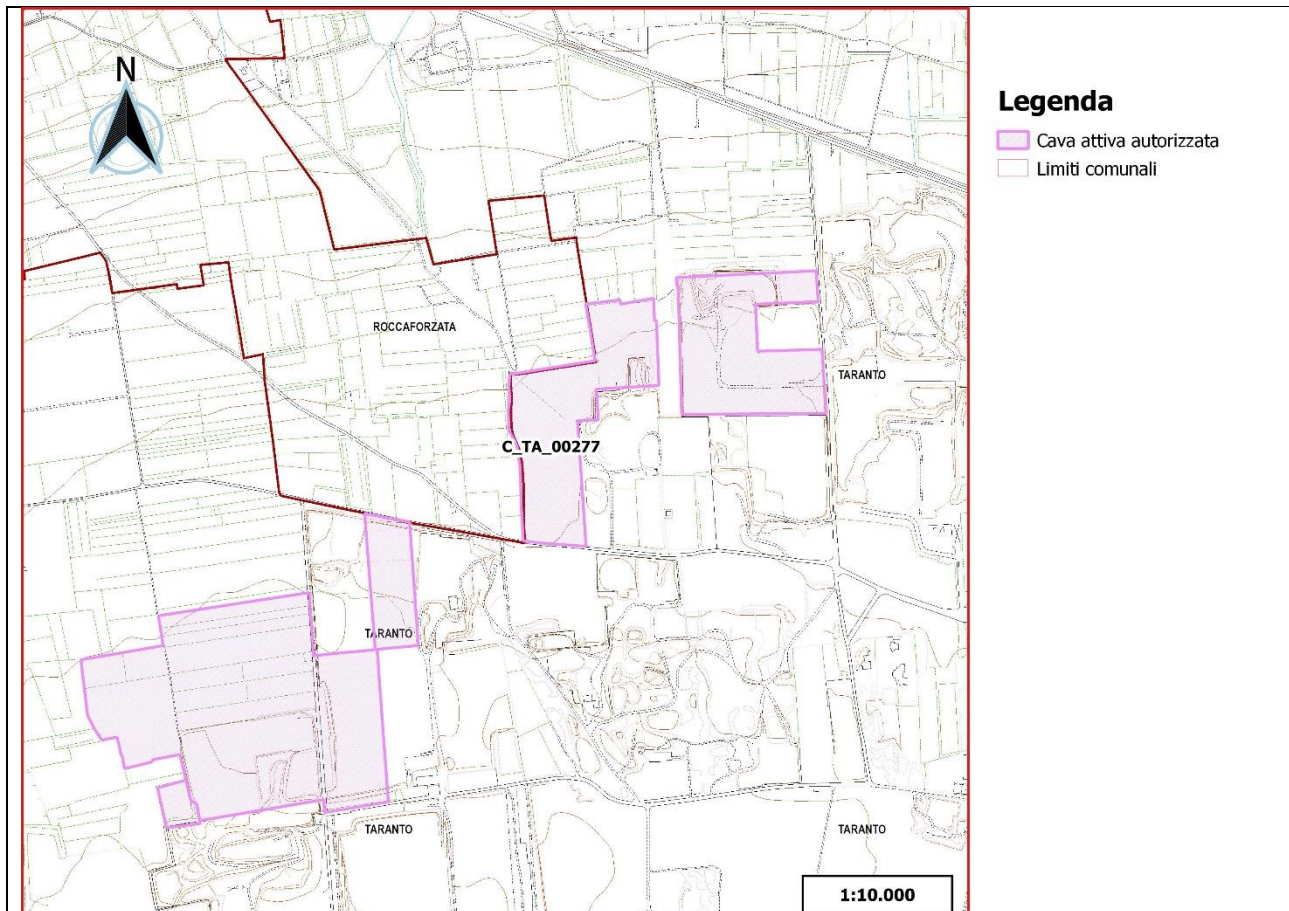 N
Legenda
Cava attiva autorizzata
Limiti comunali
ROCCAFORZATA
TARANTO
C_TA_00277
TARANTO
TARANTO
TARANTO
1:10.000